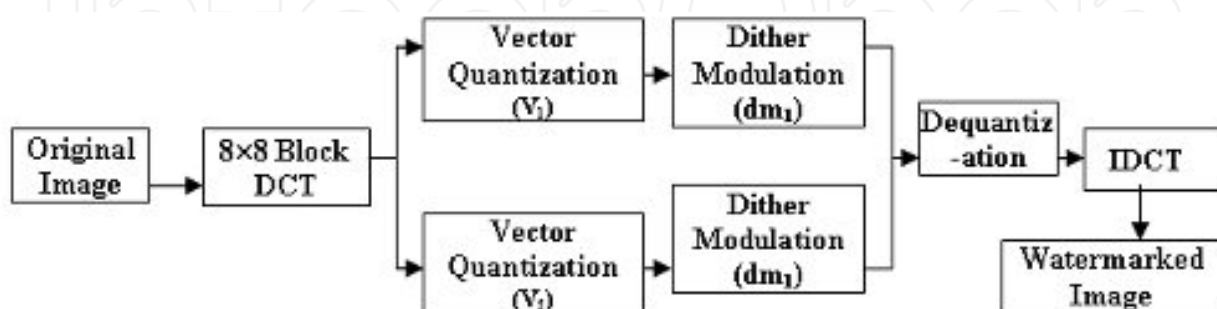 Original
Image
8×8 Block
DCT
Vector
Quantization
(V₁)
Dither
Modulation
(dm₁)
Vector
Quantization
(V₁)
Dither
Modulation
(dm₁)
Dequantiz
-ation
IDCT
Watermarked
Image